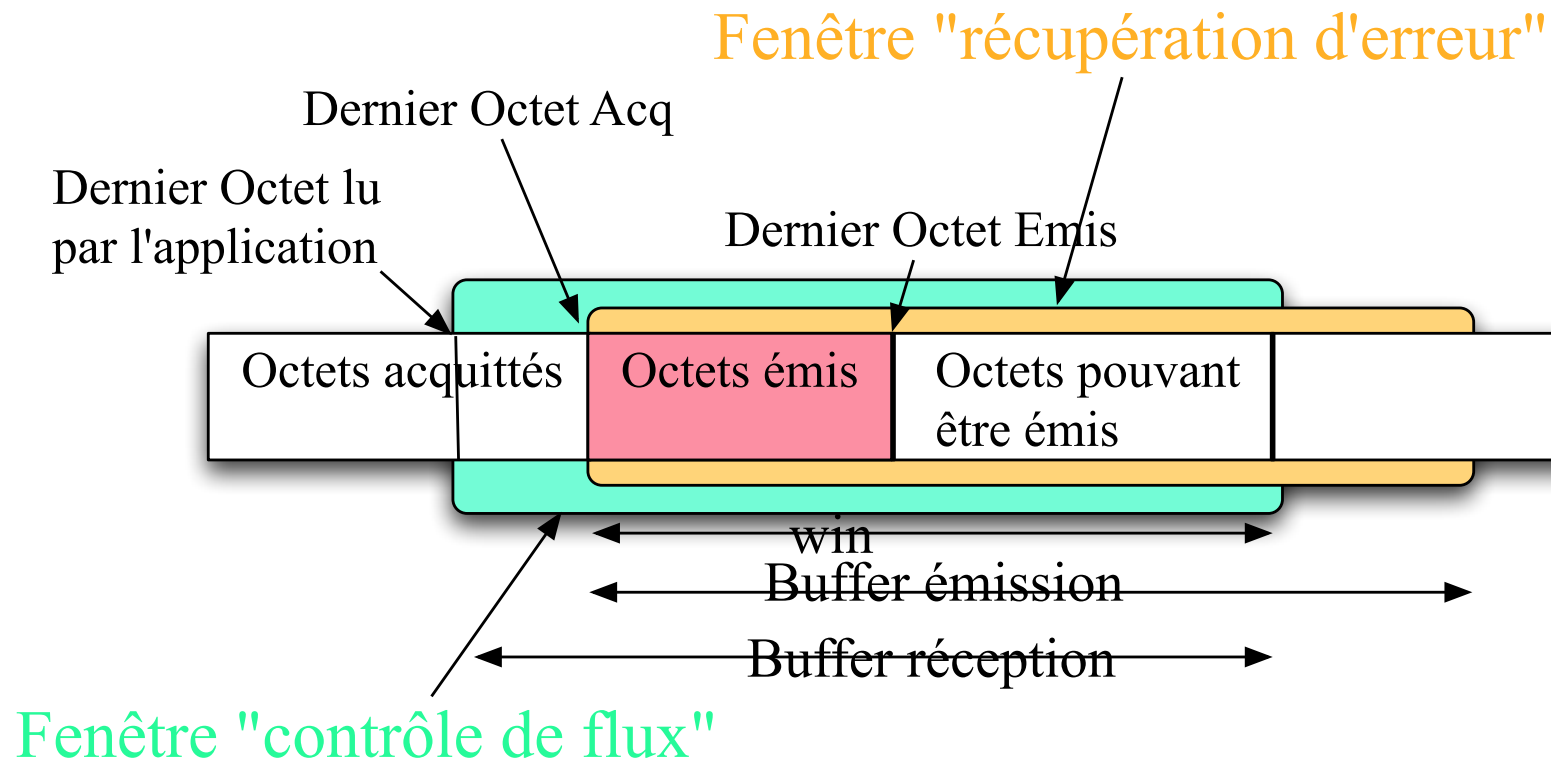 Fenêtre "récupération d'erreur"
Dernier Octet Acq
Dernier Octet lu
par l'application
Dernier Octet Emis
Octets acquittés
Octets émis
Octets pouvant
être émis
win
Buffer émission
Buffer réception
Fenêtre "contrôle de flux"